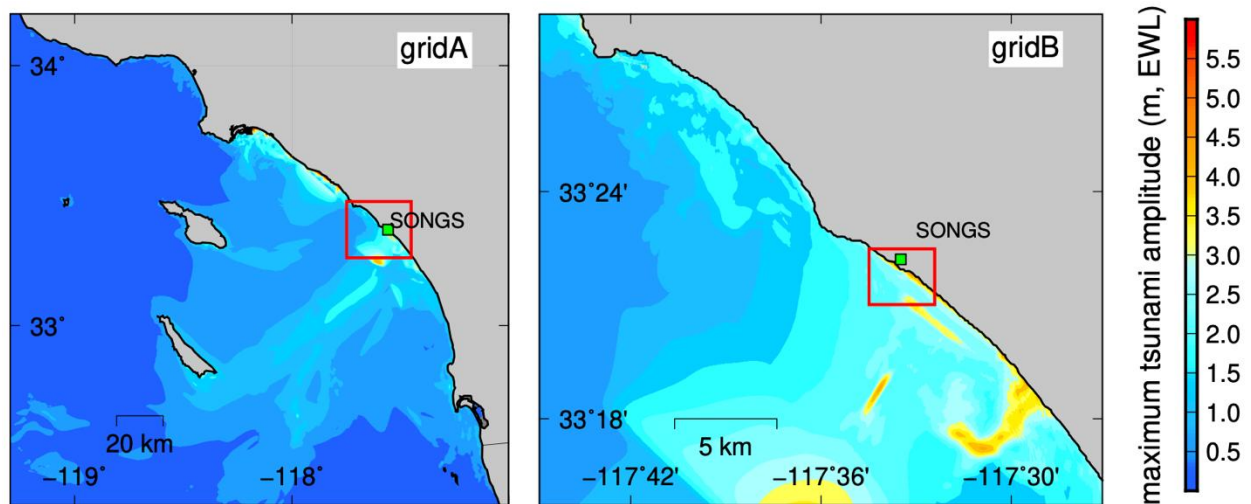 gridA
34°
SONGS
33°
20 km
−119°
−118°
gridB
33°24'
SONGS
33°18'
5 km
−117°42'
−117°36'
−117°30'
maximum tsunami amplitude (m, EWL)
5.5
5.0
4.5
4.0
3.5
3.0
2.5
2.0
1.5
1.0
0.5